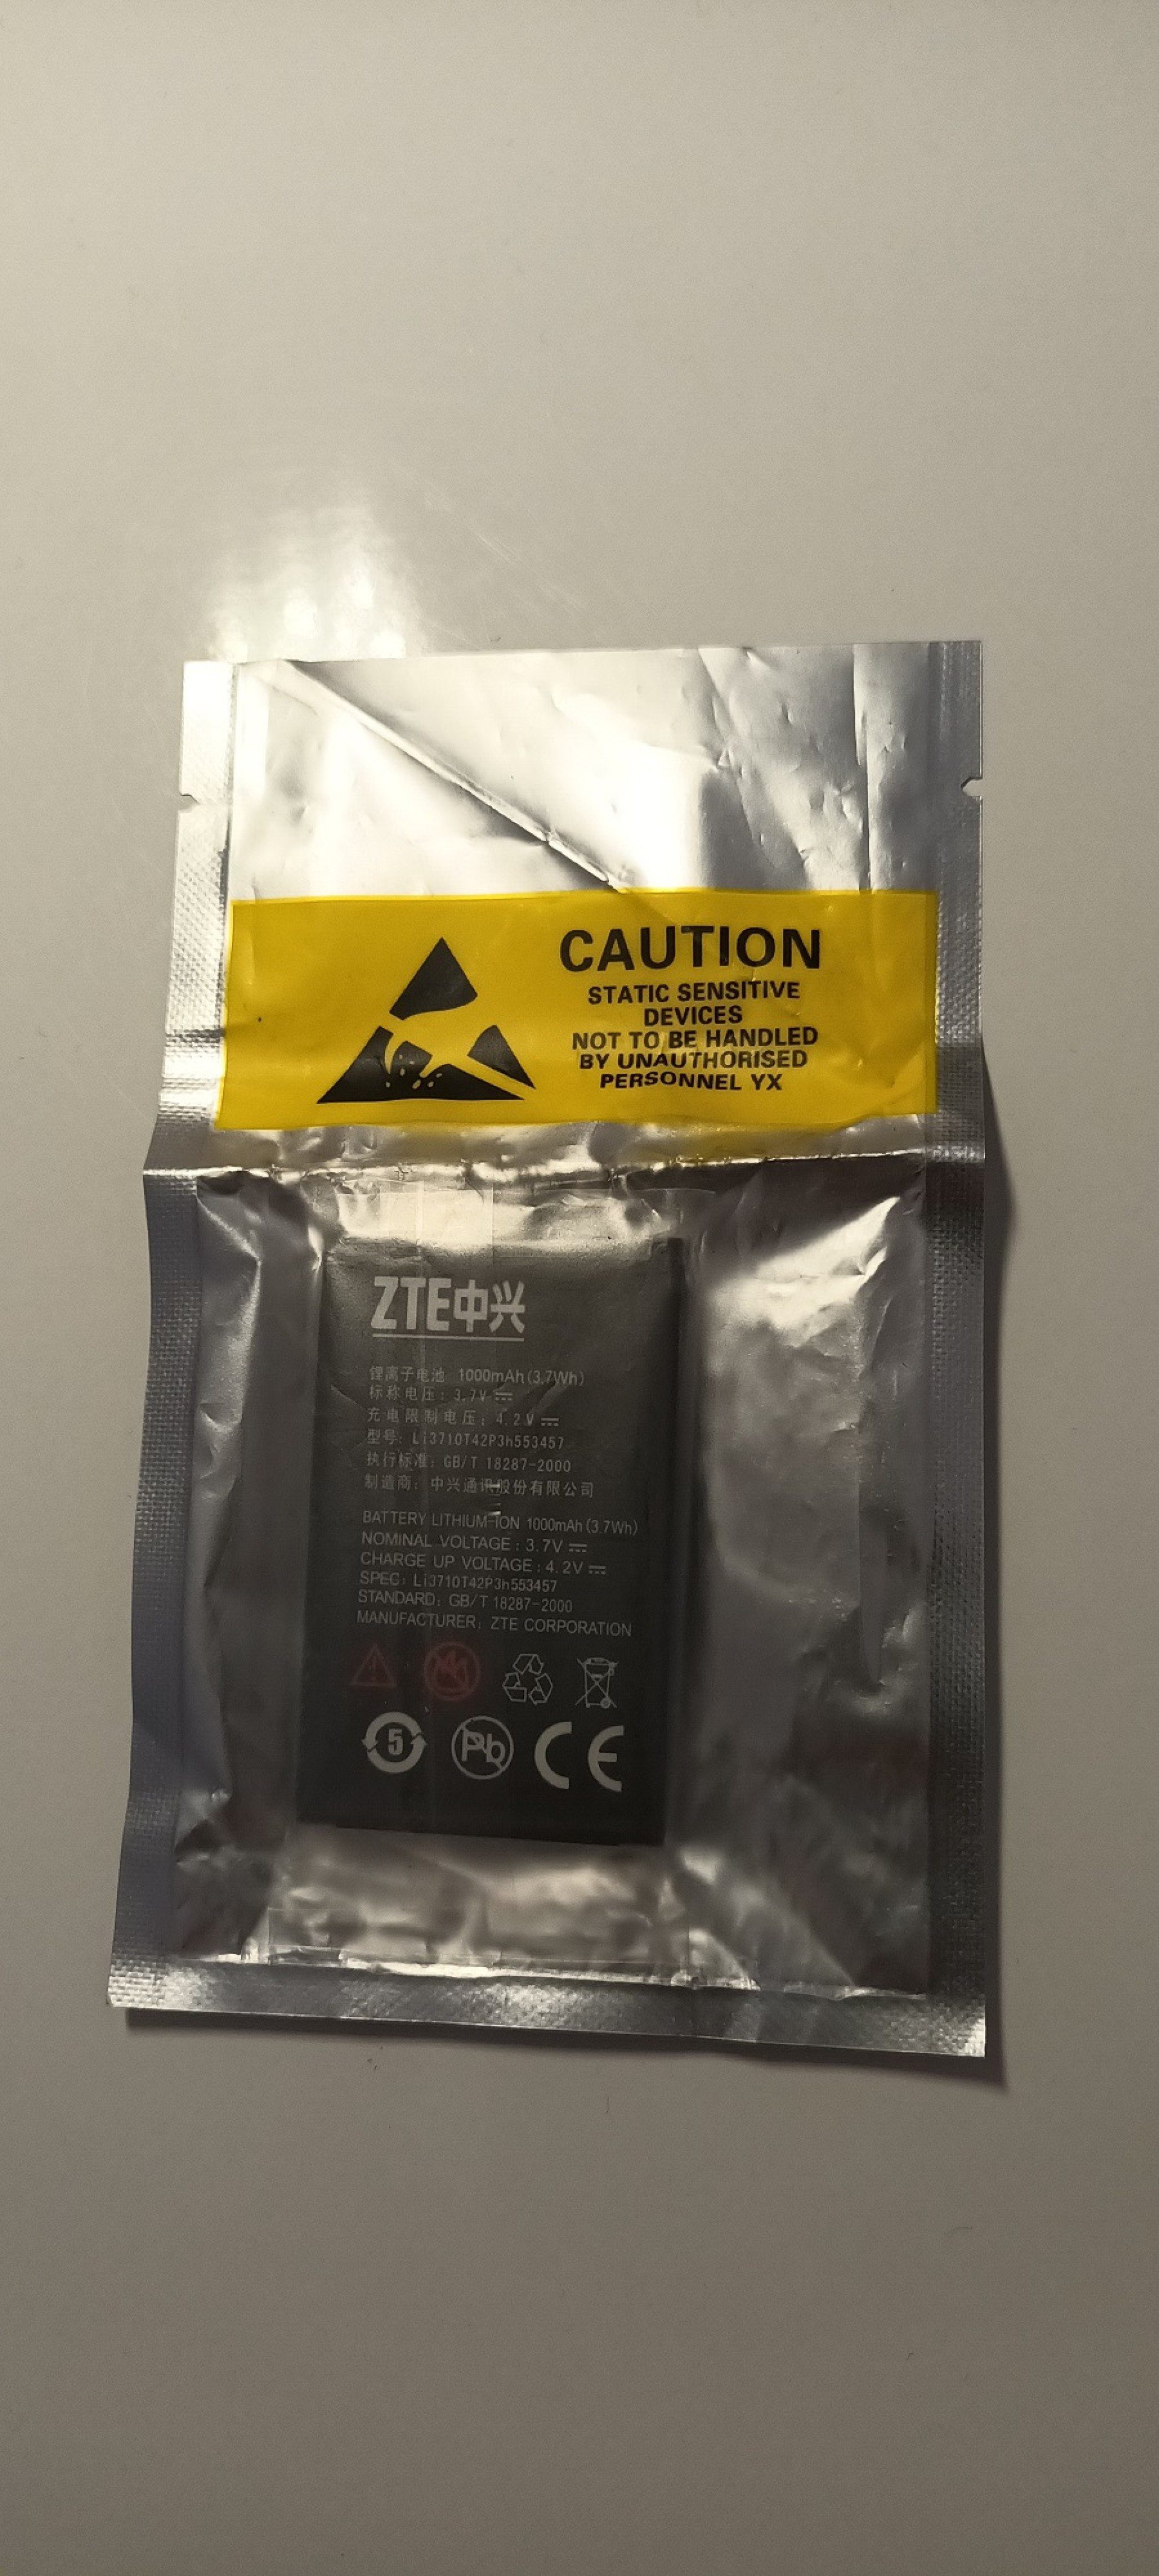 CAUTION
STATIC SENSITIVE
DEVICES
NOT TO BE HANDLED
BY UNAUTHORISED
PERSONNEL YX
ZTE中兴
锂离子电池 1000mAh(3.7Wh)
标称电压: 3.7V
充电限制电压: 4.2V
型号: Li3710T42P3h553457
执行标准: GB/T 18287-2000
制造商: 中兴通讯股份有限公司
BATTERY LITHIUM-ION 1000mAh(3.7Wh)
NOMINAL VOLTAGE: 3.7V
CHARGE UP VOLTAGE: 4.2V
SPEC: Li3710T42P3h553457
STANDARD: GB/T 18287-2000
MANUFACTURER: ZTE CORPORATION
5 Pb CE